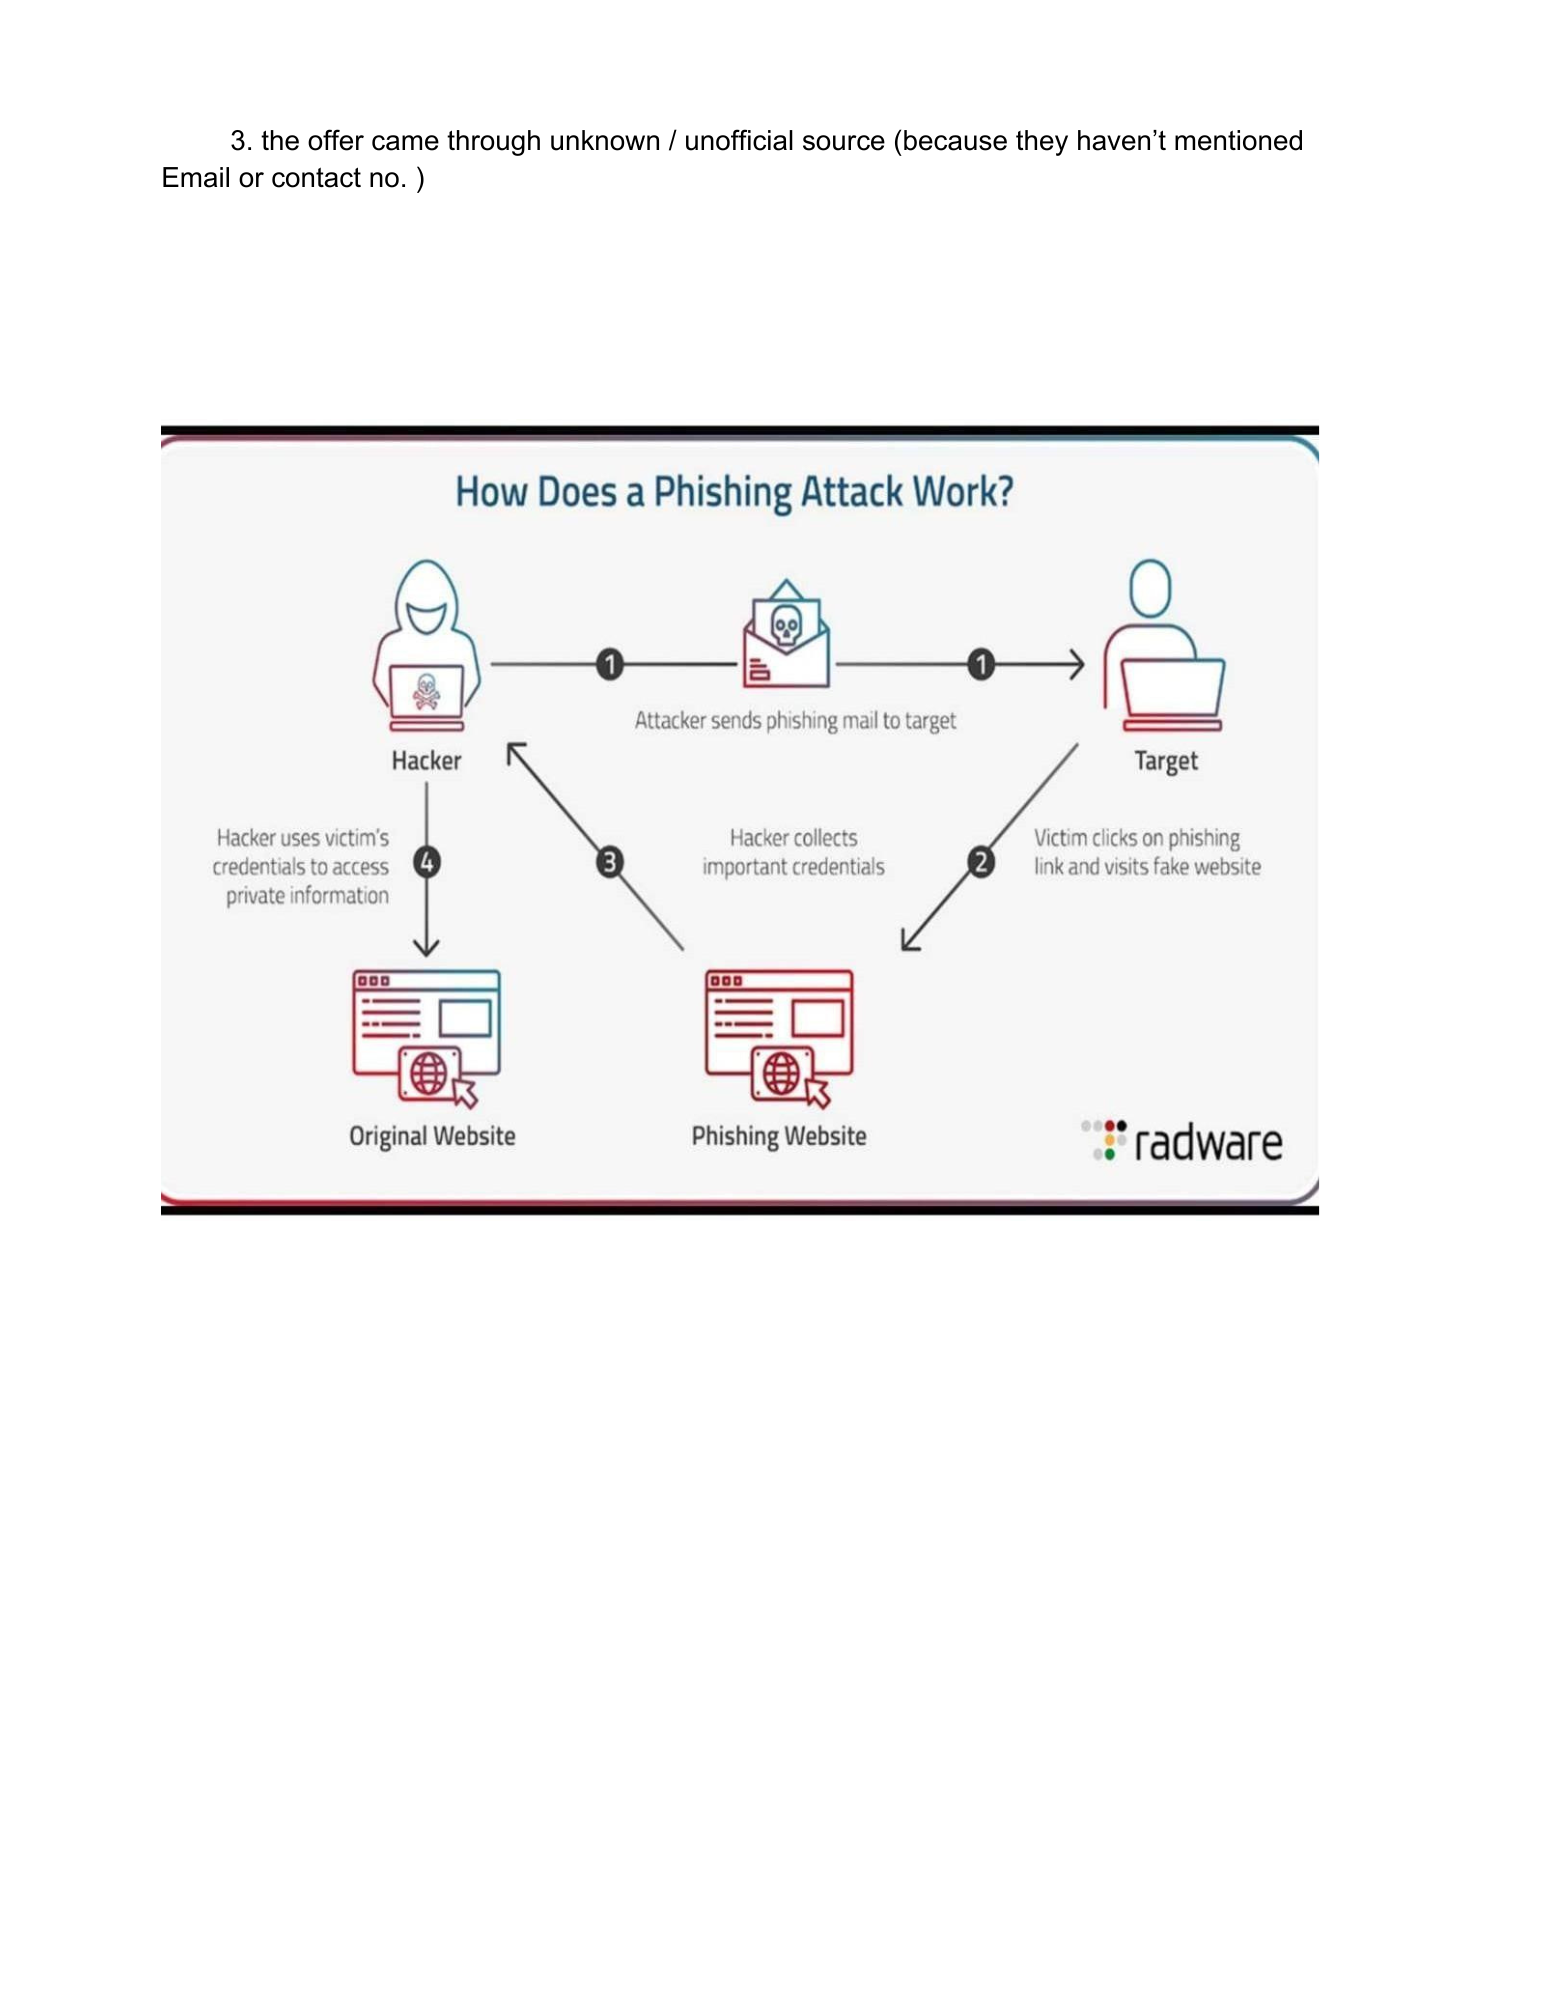 3. the offer came through unknown / unofficial source (because they haven’t mentioned
Email or contact no. )
How Does a Phishing Attack Work?
1
1
Attacker sends phishing mail to target
Hacker
Target
Hacker uses victim’s
credentials to access
private information
4
3
Hacker collects
important credentials
2
Victim clicks on phishing
link and visits fake website
Original Website
Phishing Website
radware